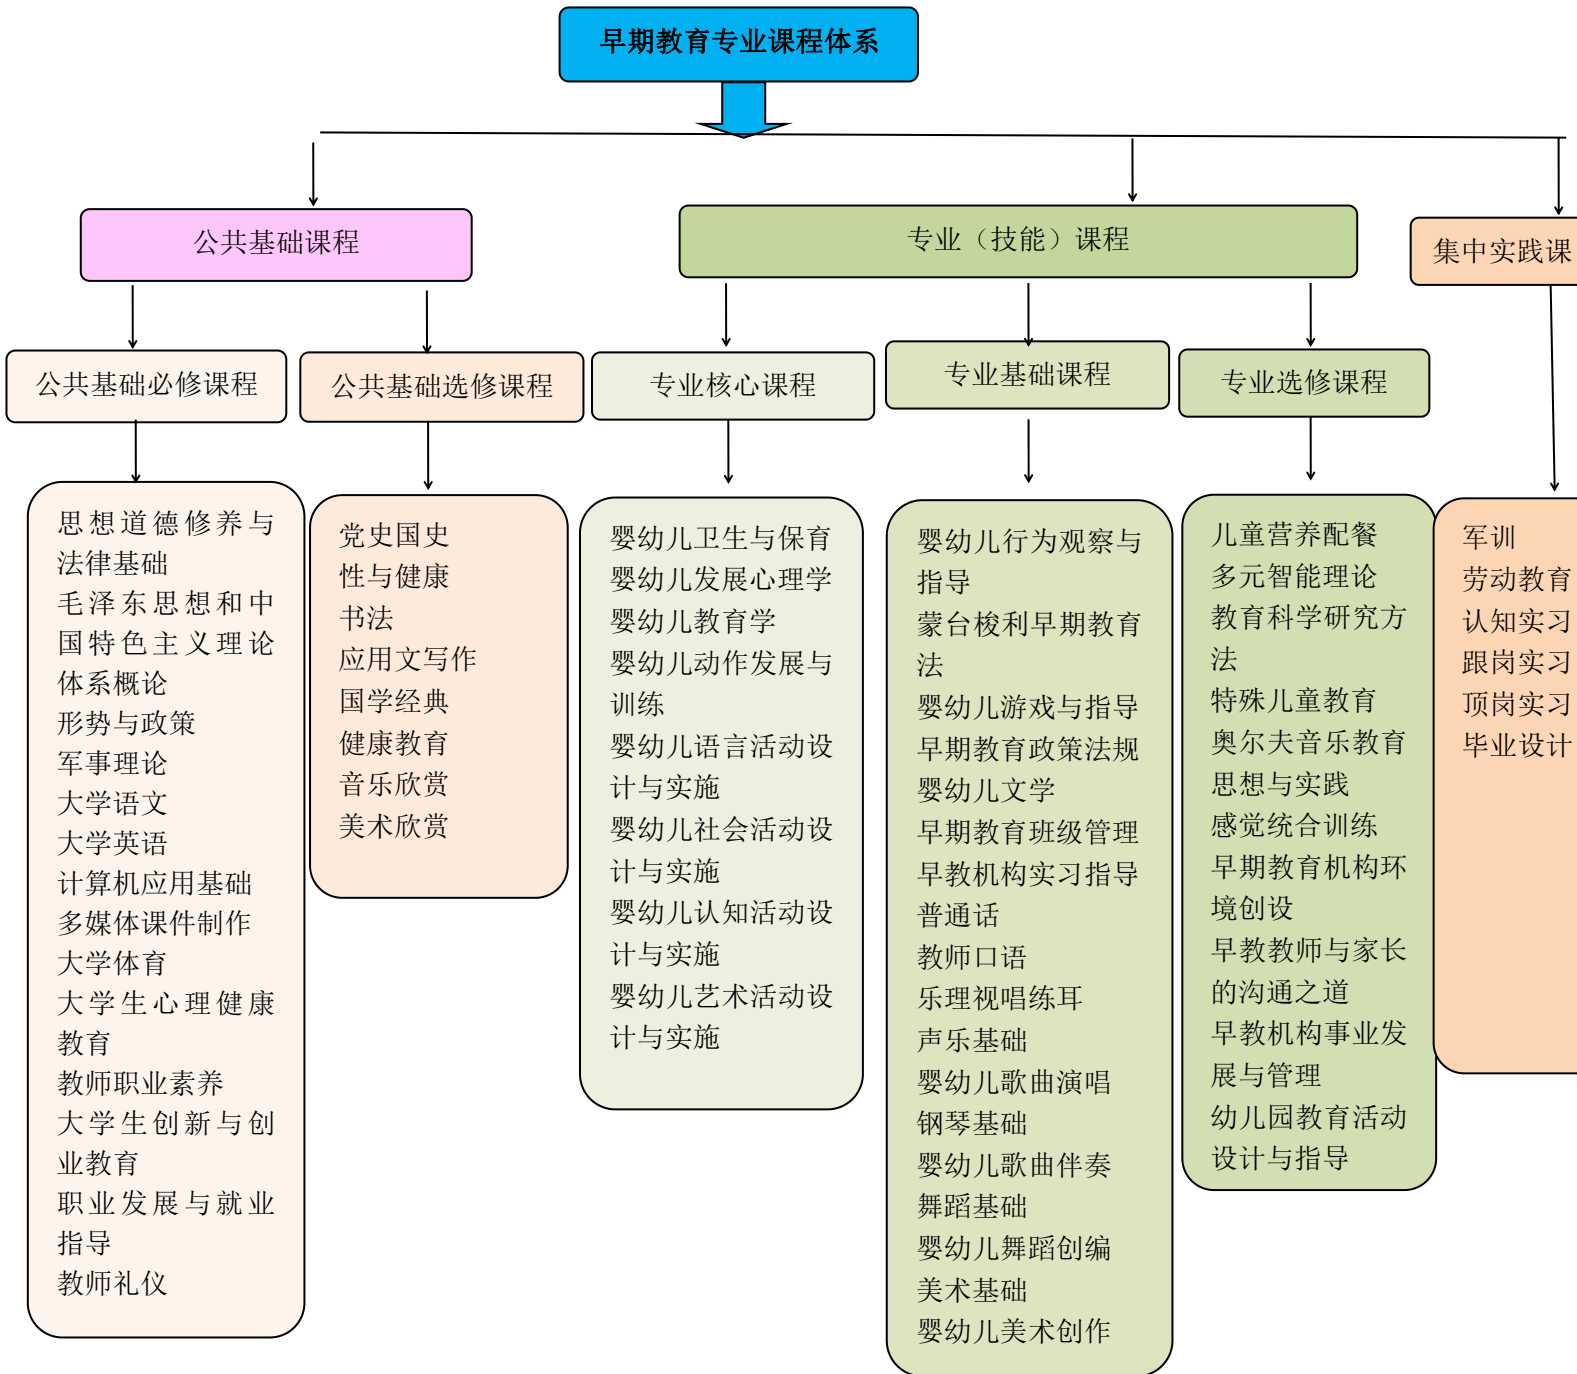 早期教育专业课程体系
公共基础课程
专业（技能）课程
集中实践课
公共基础必修课程
公共基础选修课程
专业核心课程
专业基础课程
专业选修课程
思想道德修养与
法律基础
毛泽东思想和中
国特色主义理论
体系概论
形势与政策
军事理论
大学语文
大学英语
计算机应用基础
多媒体课件制作
大学体育
大学生心理健康
教育
教师职业素养
大学生创新与创
业教育
职业发展与就业
指导
教师礼仪
党史国史
性与健康
书法
应用文写作
国学经典
健康教育
音乐欣赏
美术欣赏
婴幼儿卫生与保育
婴幼儿发展心理学
婴幼儿教育学
婴幼儿动作发展与
训练
婴幼儿语言活动设
计与实施
婴幼儿社会活动设
计与实施
婴幼儿认知活动设
计与实施
婴幼儿艺术活动设
计与实施
婴幼儿行为观察与
指导
蒙台梭利早期教育
法
婴幼儿游戏与指导
早期教育政策法规
婴幼儿文学
早期教育班级管理
早教机构实习指导
普通话
教师口语
乐理视唱练耳
声乐基础
婴幼儿歌曲演唱
钢琴基础
婴幼儿歌曲伴奏
舞蹈基础
婴幼儿舞蹈创编
美术基础
婴幼儿美术创作
儿童营养配餐
多元智能理论
教育科学研究方
法
特殊儿童教育
奥尔夫音乐教育
思想与实践
感觉统合训练
早期教育机构环
境创设
早教教师与家长
的沟通之道
早教机构事业发
展与管理
幼儿园教育活动
设计与指导
军训
劳动教育
认知实习
跟岗实习
顶岗实习
毕业设计